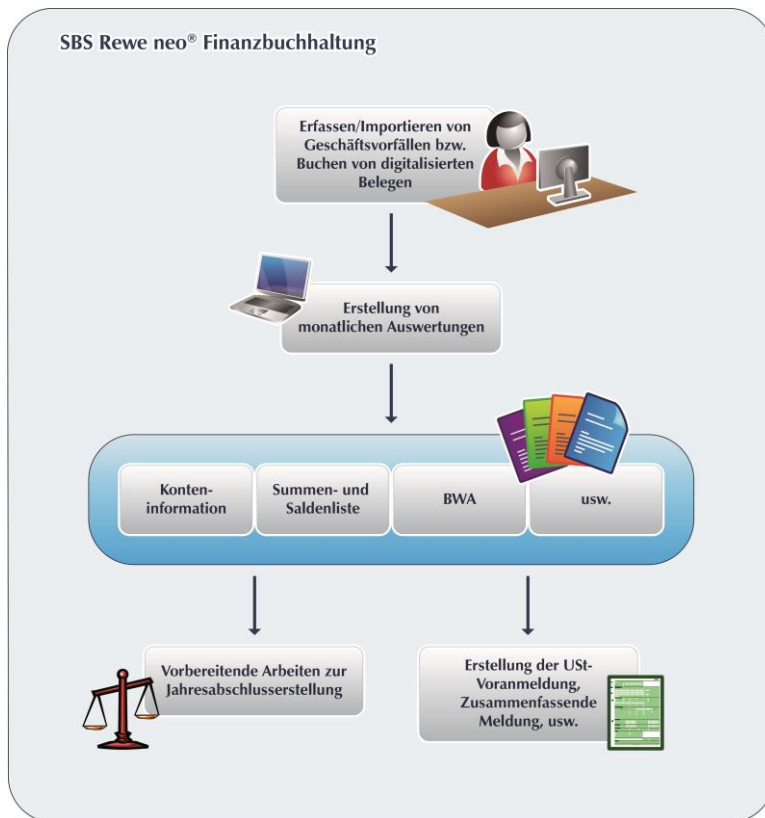 SBS Rewe neo® Finanzbuchhaltung
Erfassen/Importieren von
Geschäftsvorfällen bzw.
Buchen von digitalisierten
Belegen
Erstellung von
monatlichen Auswertungen
Konten-
information
Summen- und
Saldenliste
BWA
usw.
Vorbereitende Arbeiten zur
Jahresabschlusserstellung
Erstellung der USt-
Voranmeldung,
Zusammenfassende
Meldung, usw.